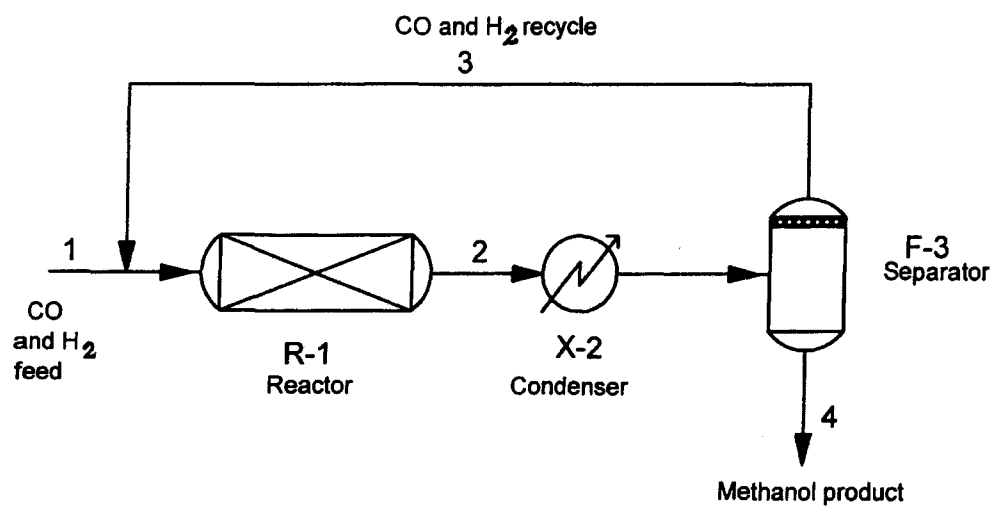 CO and H2 recycle
3
1
2
4
CO
and H2
feed
R-1
Reactor
X-2
Condenser
F-3
Separator
Methanol product